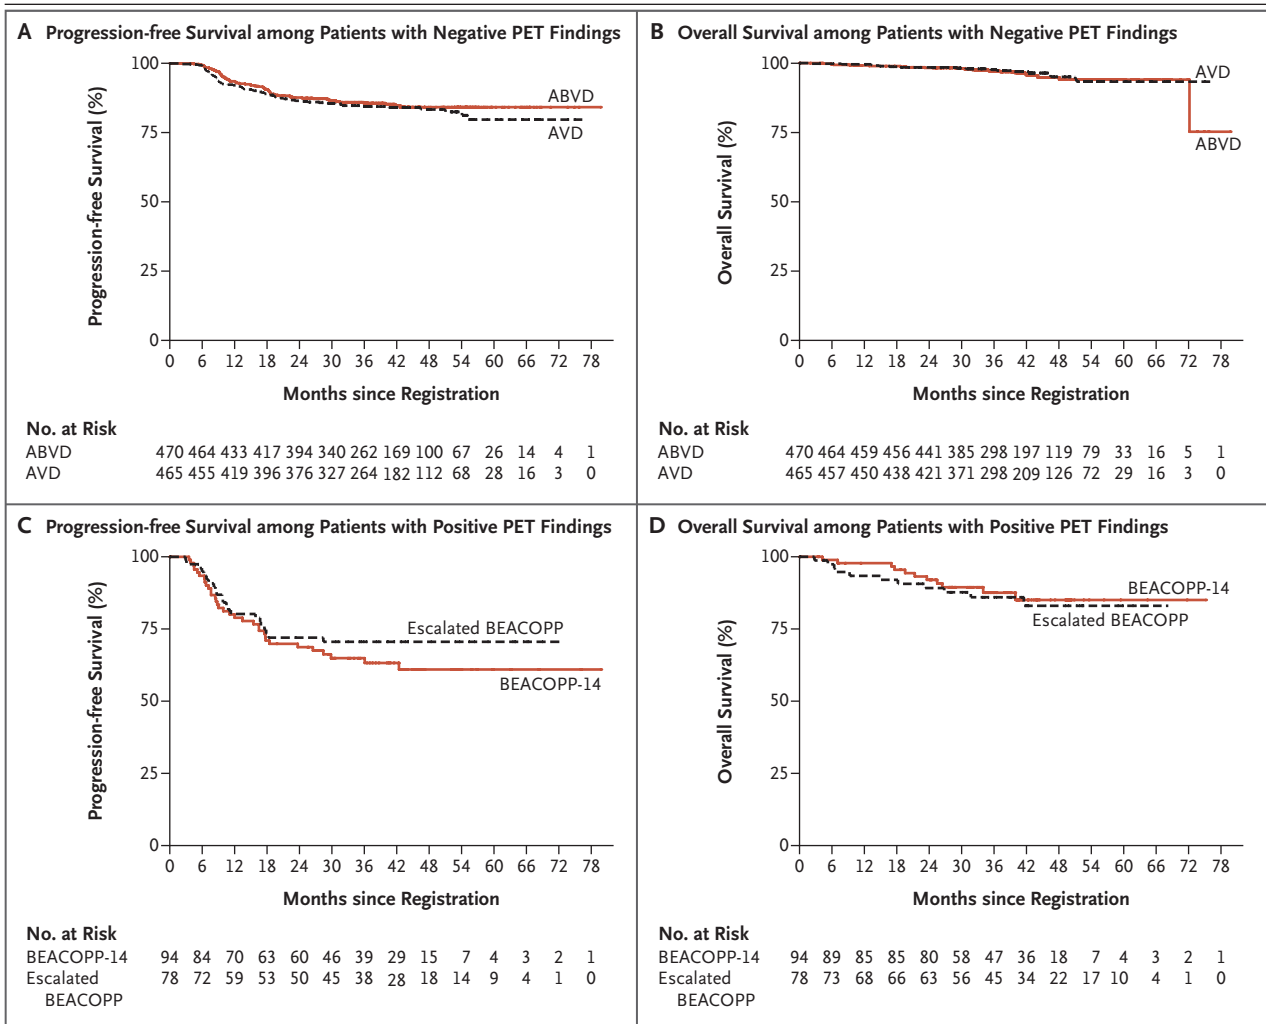 A Progression-free Survival among Patients with Negative PET Findings
Progression-free Survival (%)
100
75
50
25
0
ABVD
AVD
0 6 12 18 24 30 36 42 48 54 60 66 72 78
Months since Registration
No. at Risk
ABVD 470 464 433 417 394 340 262 169 100 67 26 14 4 1
AVD 465 455 419 396 376 327 264 182 112 68 28 16 3 0
B Overall Survival among Patients with Negative PET Findings
Overall Survival (%)
100
75
50
25
0
AVD
ABVD
0 6 12 18 24 30 36 42 48 54 60 66 72 78
Months since Registration
No. at Risk
ABVD 470 464 459 456 441 385 298 197 119 79 33 16 5 1
AVD 465 457 450 438 421 371 298 209 126 72 29 16 3 0
C Progression-free Survival among Patients with Positive PET Findings
Progression-free Survival (%)
100
75
50
25
0
Escalated BEACOPP
BEACOPP-14
0 6 12 18 24 30 36 42 48 54 60 66 72 78
Months since Registration
No. at Risk
BEACOPP-14 94 84 70 63 60 46 39 29 15 7 4 3 2 1
Escalated 78 72 59 53 50 45 38 28 18 14 9 4 1 0
BEACOPP
D Overall Survival among Patients with Positive PET Findings
Overall Survival (%)
100
75
50
25
0
BEACOPP-14
Escalated BEACOPP
0 6 12 18 24 30 36 42 48 54 60 66 72 78
Months since Registration
No. at Risk
BEACOPP-14 94 89 85 85 80 58 47 36 18 7 4 3 2 1
Escalated 78 73 68 66 63 56 45 34 22 17 10 4 1 0
BEACOPP